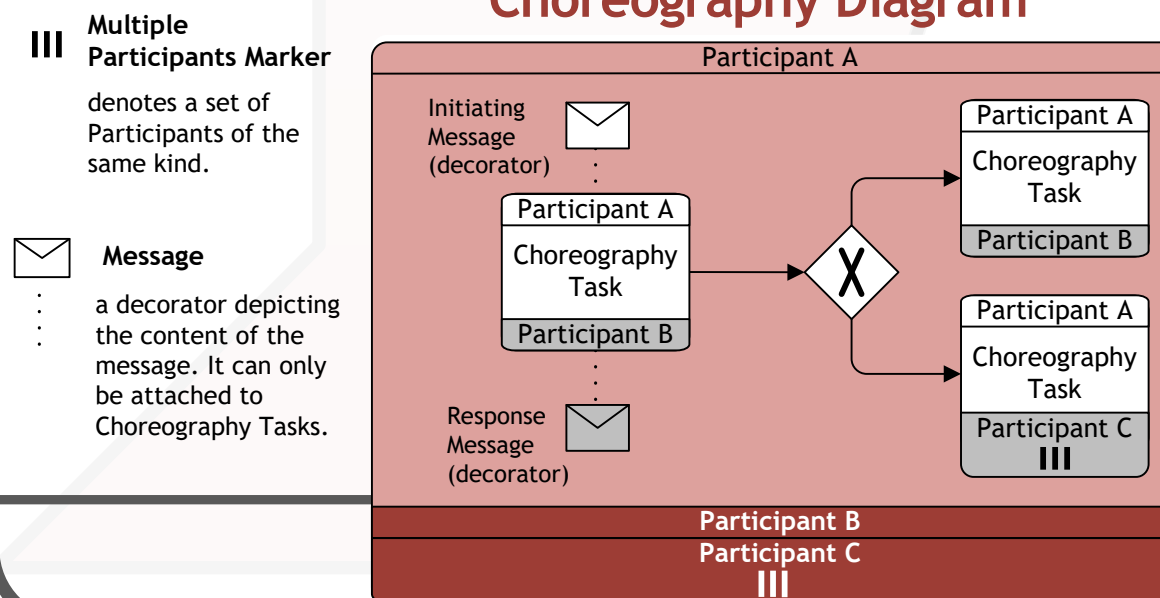 Choreography Diagram
Multiple
Participants Marker
denotes a set of
Participants of the
same kind.
Message
a decorator depicting
the content of the
message. It can only
be attached to
Choreography Tasks.
Participant A
Initiating
Message
(decorator)
Participant A
Choreography
Task
Participant B
Response
Message
(decorator)
X
Participant A
Choreography
Task
Participant B
Participant A
Choreography
Task
Participant C
Participant B
Participant C